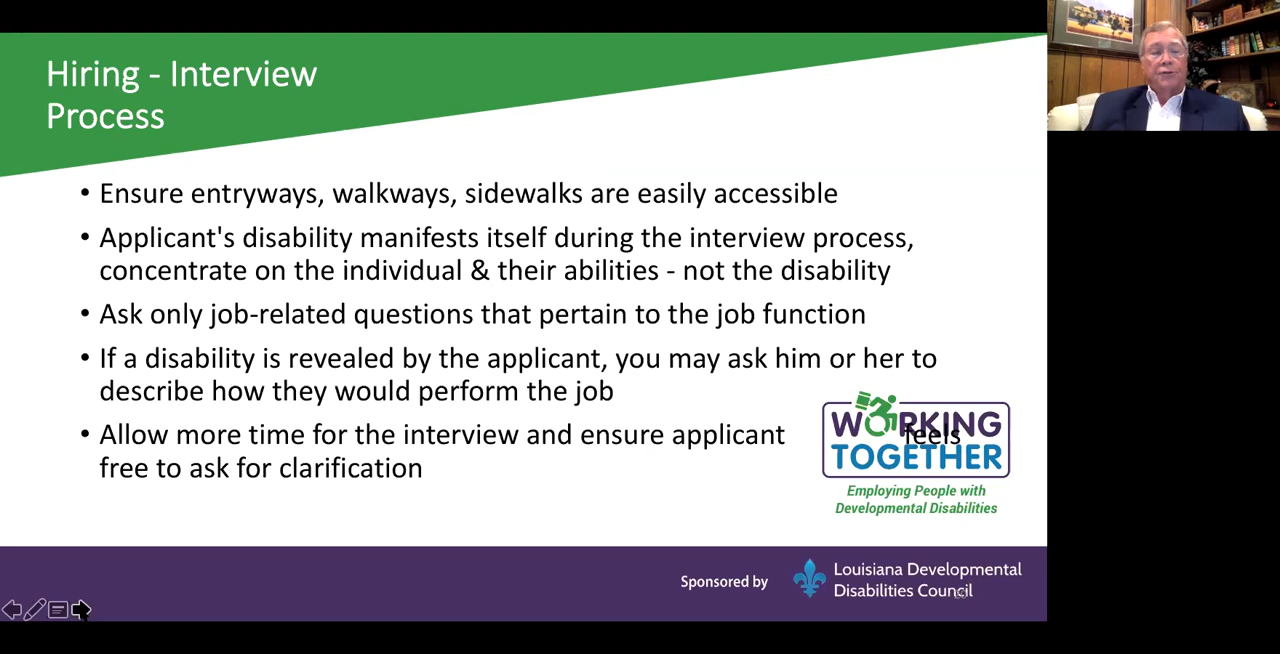 Hiring - Interview
Process
• Ensure entryways, walkways, sidewalks are easily accessible
• Applicant's disability manifests itself during the interview process,
concentrate on the individual & their abilities - not the disability
• Ask only job-related questions that pertain to the job function
• If a disability is revealed by the applicant, you may ask him or her to
describe how they would perform the job
• Allow more time for the interview and ensure applicant feels
free to ask for clarification
WORKING
TOGETHER
Employing People with
Developmental Disabilities
Sponsored by
Louisiana Developmental
Disabilities Council